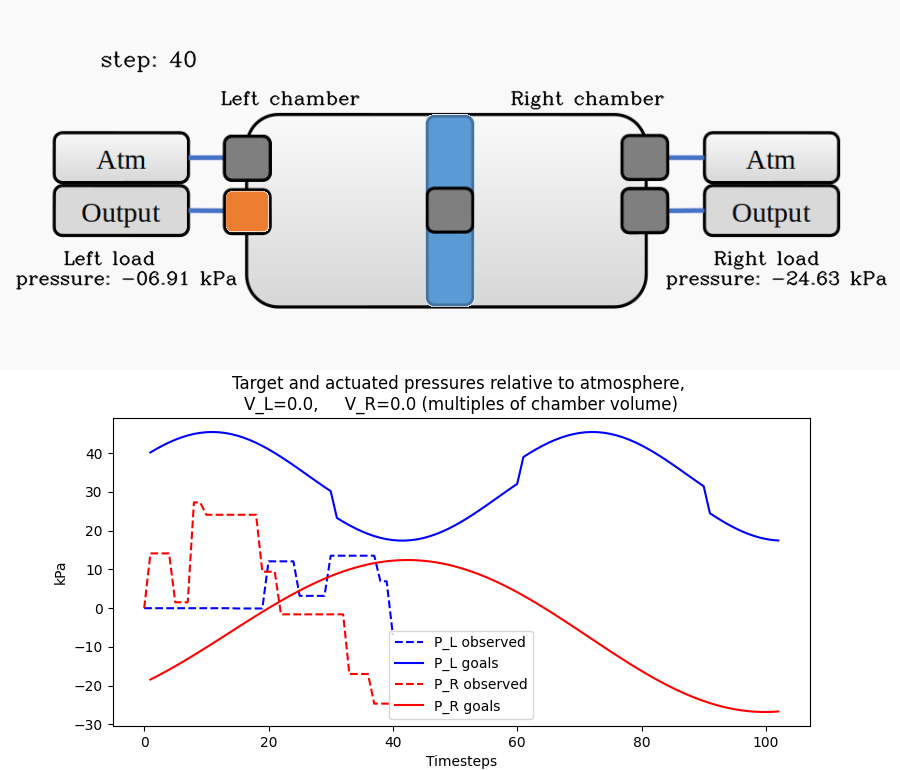 step: 40
Left chamber
Right chamber
Atm
Atm
Output
Output
Left load
pressure: -06.91 kPa
Right load
pressure: -24.63 kPa
Target and actuated pressures relative to atmosphere,
V_L=0.0,     V_R=0.0 (multiples of chamber volume)
kPa
40
30
20
10
0
−10
−20
−30
P_L observed
P_L goals
P_R observed
P_R goals
0
20
40
60
80
100
Timesteps